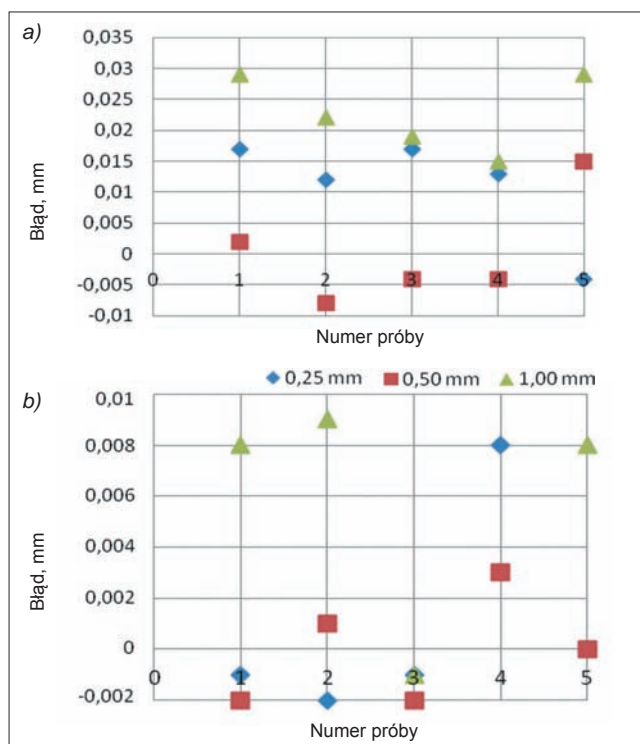 a)
0,035
0,03
0,025
0,02
0,015
0,01
0,005
0
-0,005
-0,01
Błąd, mm
0 1 2 3 4 5
Numer próby
0,25 mm 0,50 mm 1,00 mm
b)
0,01
0,008
0,006
0,004
0,002
0
-0,002
Błąd, mm
0 1 2 3 4 5
Numer próby